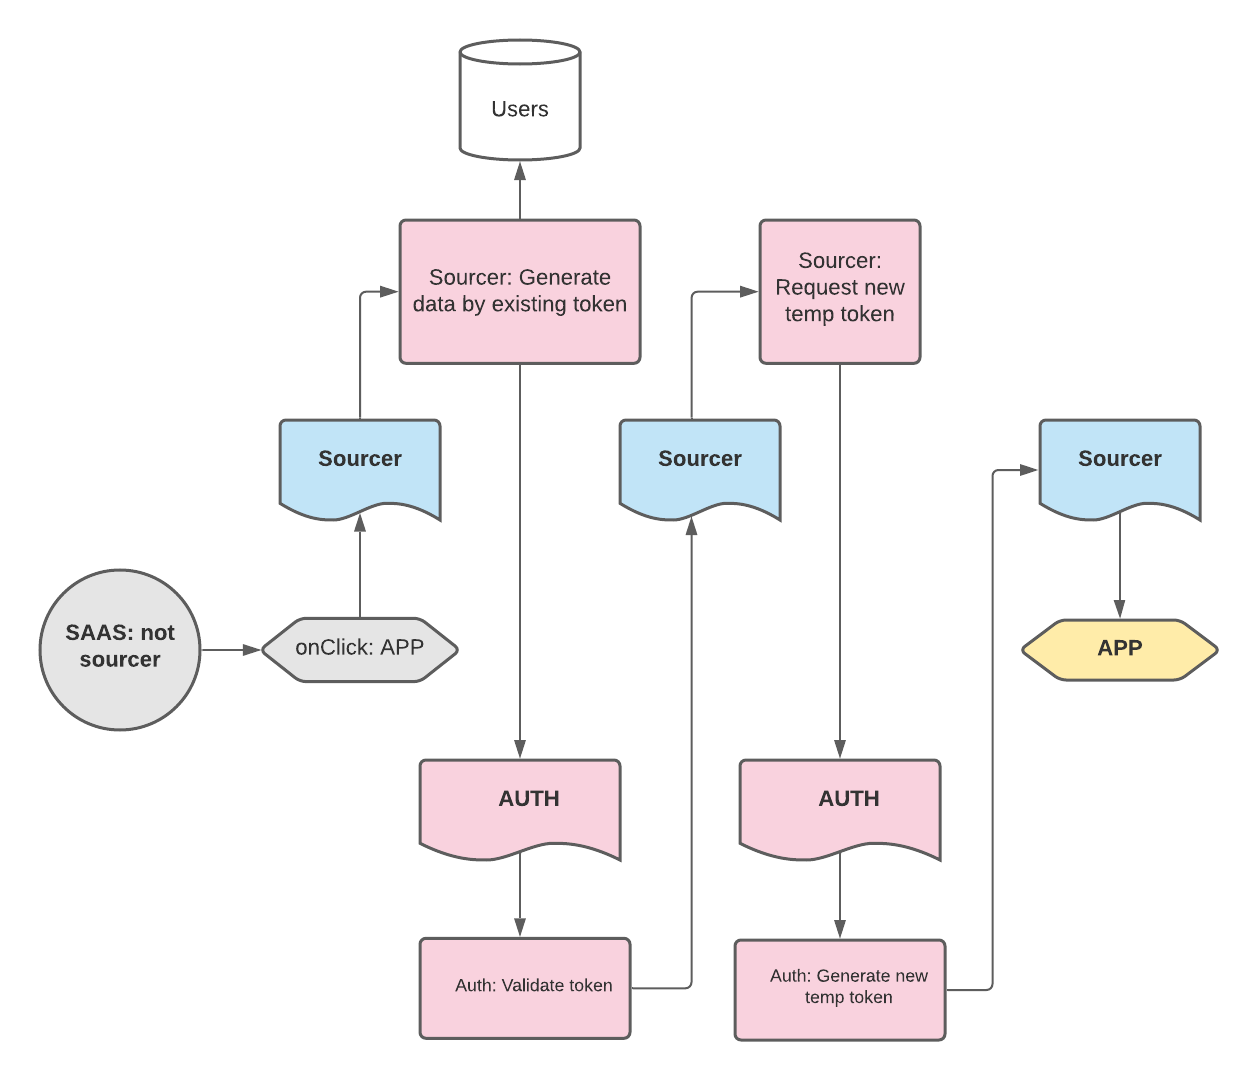 Users
Sourcer: Generate
data by existing token
Sourcer:
Request new
temp token
Sourcer
Sourcer
Sourcer
SAAS: not
sourcer
onClick: APP
APP
AUTH
AUTH
Auth: Validate token
Auth: Generate new
temp token